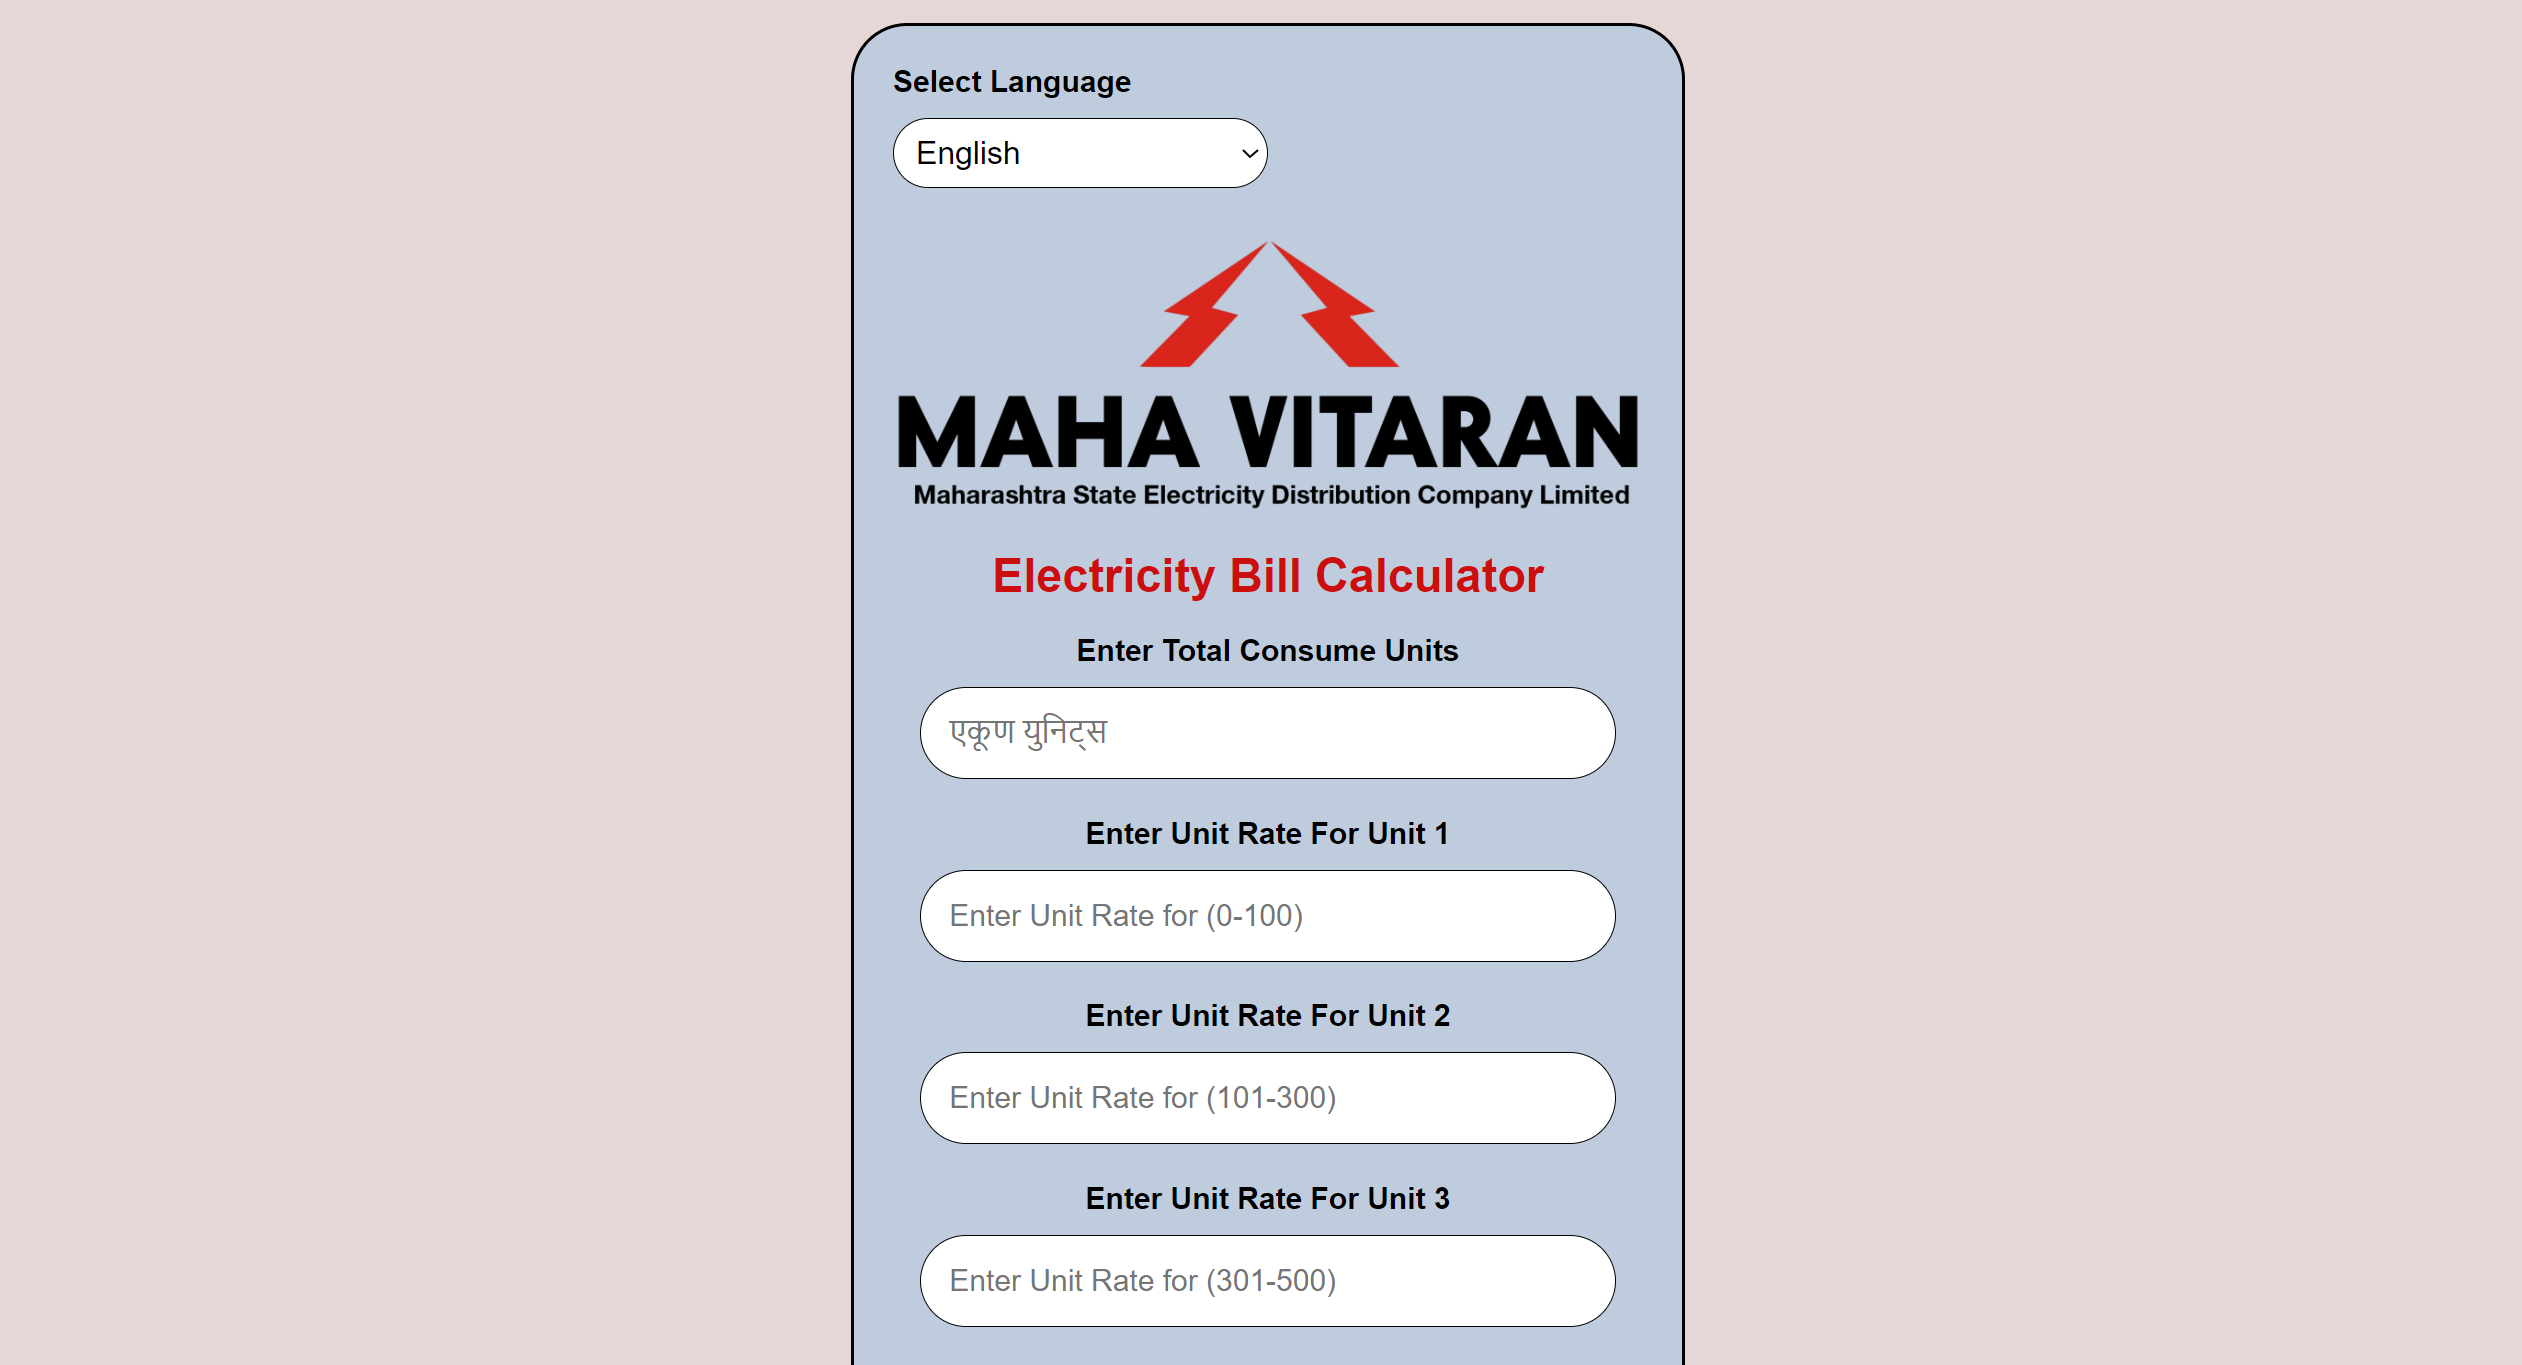 Select Language
English
MAHA VITARAN
Maharashtra State Electricity Distribution Company Limited
Electricity Bill Calculator
Enter Total Consume Units
एकूण युनिट्स
Enter Unit Rate For Unit 1
Enter Unit Rate for (0-100)
Enter Unit Rate For Unit 2
Enter Unit Rate for (101-300)
Enter Unit Rate For Unit 3
Enter Unit Rate for (301-500)